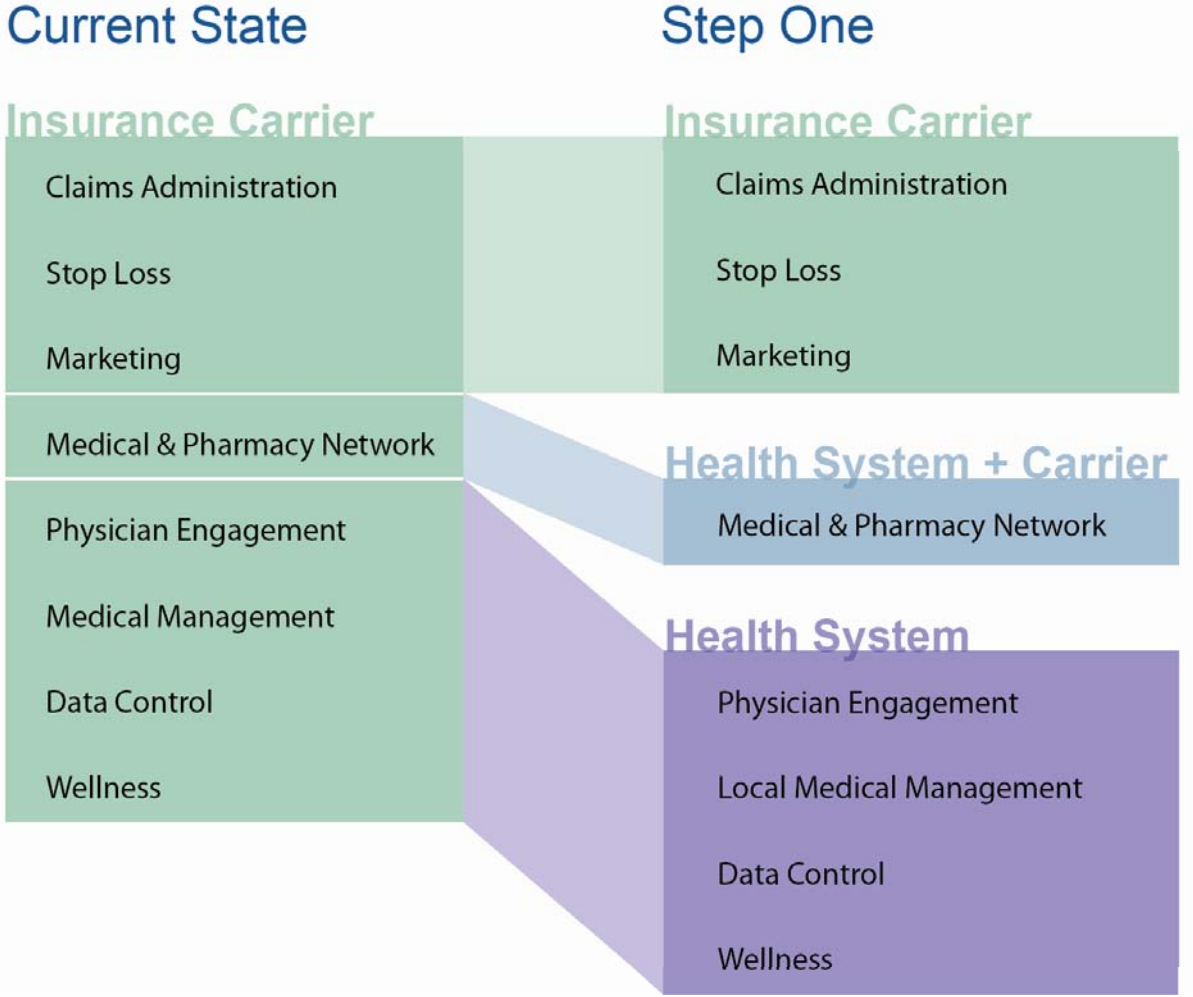 Current State
Insurance Carrier
Claims Administration
Stop Loss
Marketing
Medical & Pharmacy Network
Physician Engagement
Medical Management
Data Control
Wellness
Step One
Insurance Carrier
Claims Administration
Stop Loss
Marketing
Health System + Carrier
Medical & Pharmacy Network
Health System
Physician Engagement
Local Medical Management
Data Control
Wellness